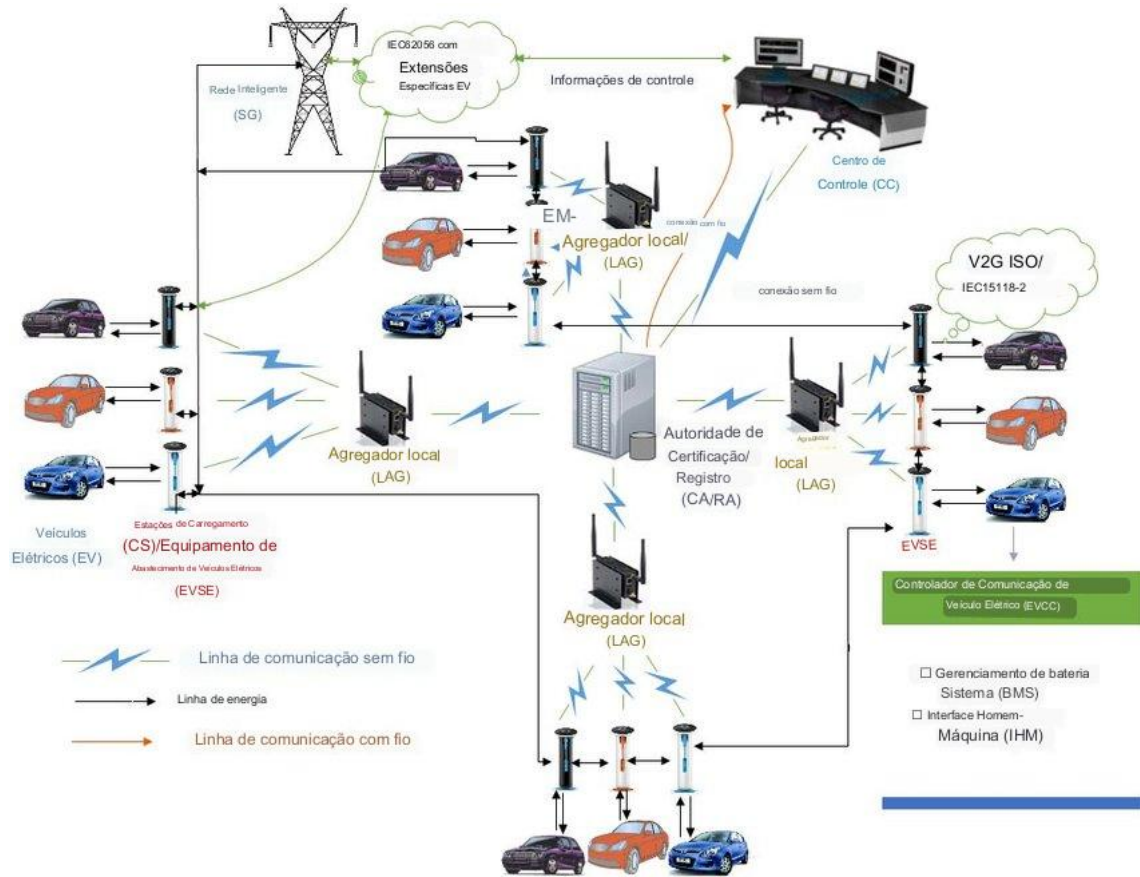 IEC62056 com
Extensões
Específicas EV
Informações de controle
Rede Inteligente
(SG)
Centro de
Controle (CC)
EM-
conexão com fio
Agregador local/
(LAG)
V2G ISO/
IEC15118-2
conexão sem fio
Agregador local
(LAG)
Autoridade de
Certificação/
Registro
(CA/RA)
Agregador
local
(LAG)
Veículos
Elétricos (EV)
Estações de Carregamento
(CS)/Equipamento de
Abastecimento de Veículos Elétricos
(EVSE)
EVSE
Controlador de Comunicação de
Veículo Elétrico (EVCC)
Agregador local
(LAG)
Linha de comunicação sem fio
Linha de energia
Linha de comunicação com fio
□ Gerenciamento de bateria
Sistema (BMS)
□ Interface Homem-
Máquina (IHM)